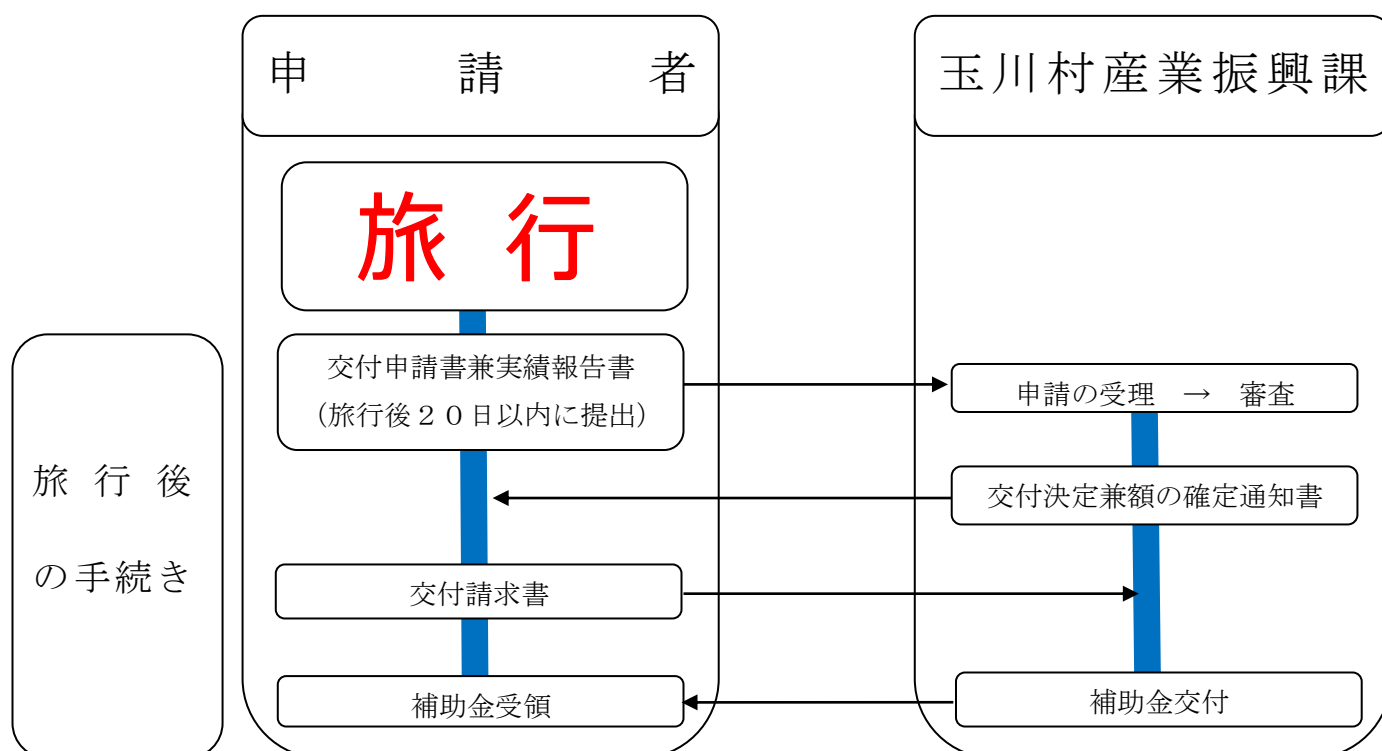 申請者
玉川村産業振興課
旅行
旅行後
の手続き
交付申請書兼実績報告書
(旅行後２０日以内に提出)
申請の受理　→　審査
交付決定兼額の確定通知書
交付請求書
補助金受領
補助金交付